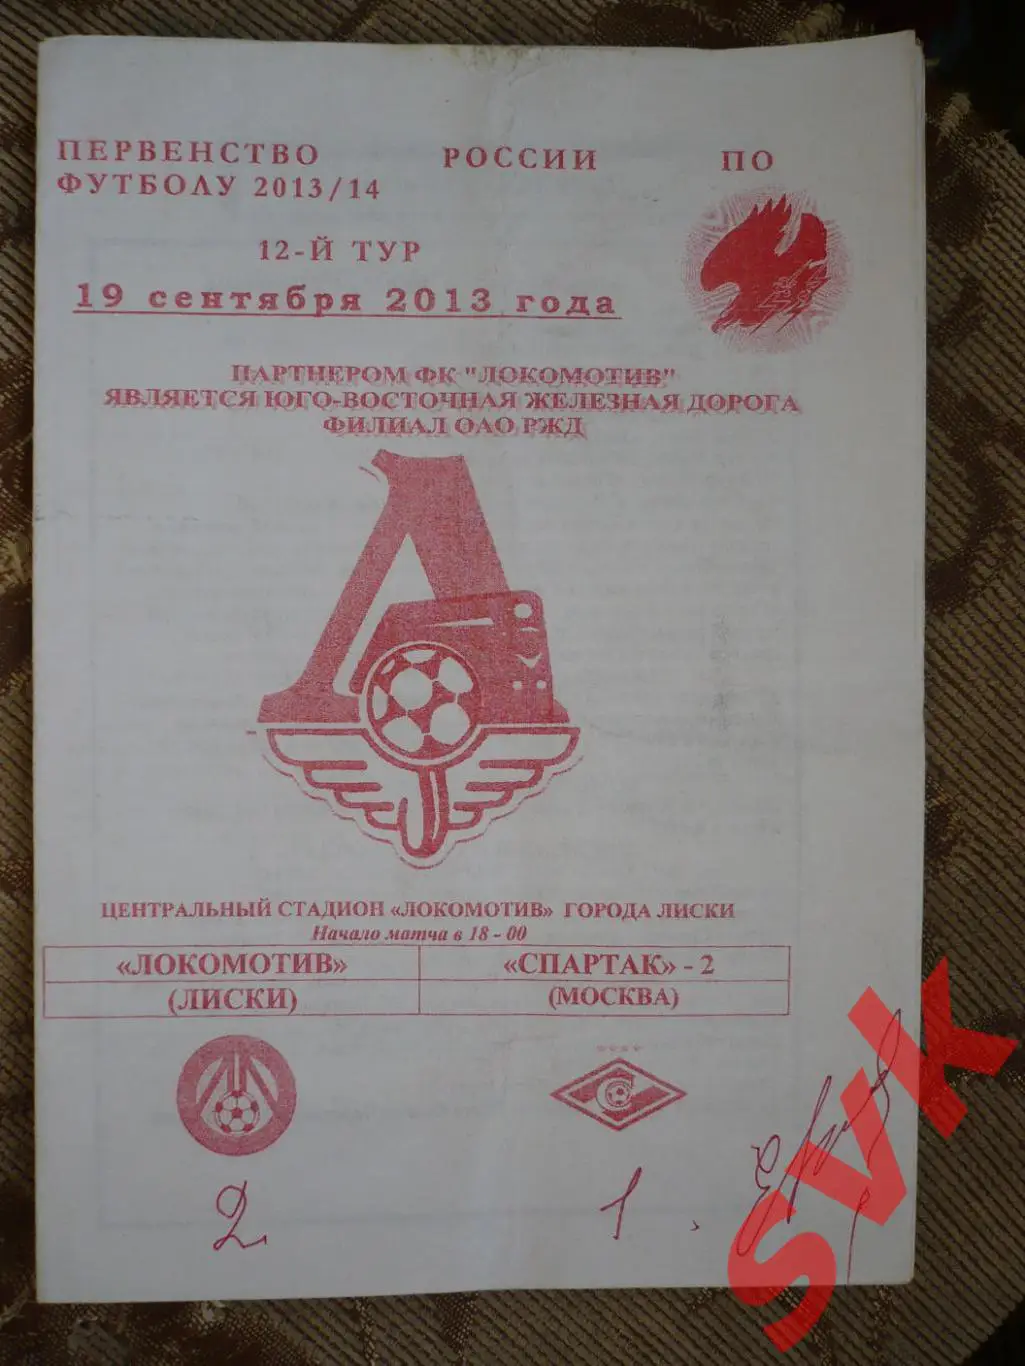 ПЕРВЕНСТВО РОССИИ ПО
ФУТБОЛУ 2013/14
12-Й ТУР
19 сентября 2013 года
ПАРТНЕРОМ ФК "ЛОКОМОТИВ"
ЯВЛЯЕТСЯ ЮГО-ВОСТОЧНАЯ ЖЕЛЕЗНАЯ ДОРОГА
ФИЛИАЛ ОАО РЖД
ЦЕНТРАЛЬНЫЙ СТАДИОН «ЛОКОМОТИВ» ГОРОДА ЛИСКИ
Начало матча в 18 - 00
«ЛОКОМОТИВ» «СПАРТАК» - 2
(ЛИСКИ) (МОСКВА)
2 1
SVK